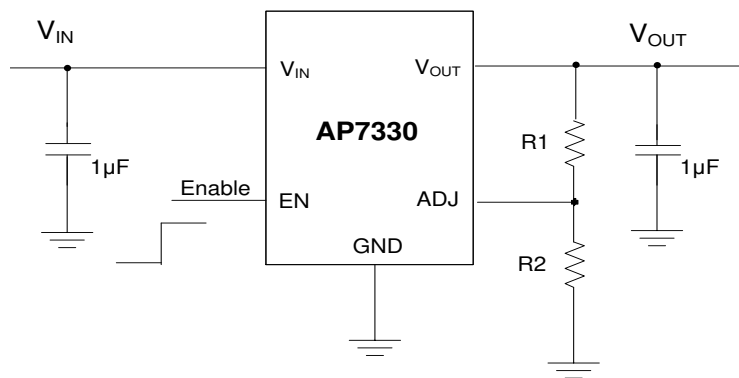 V_IN
V_OUT
V_IN
V_OUT
AP7330
R1
1µF
1µF
Enable
EN
ADJ
GND
R2